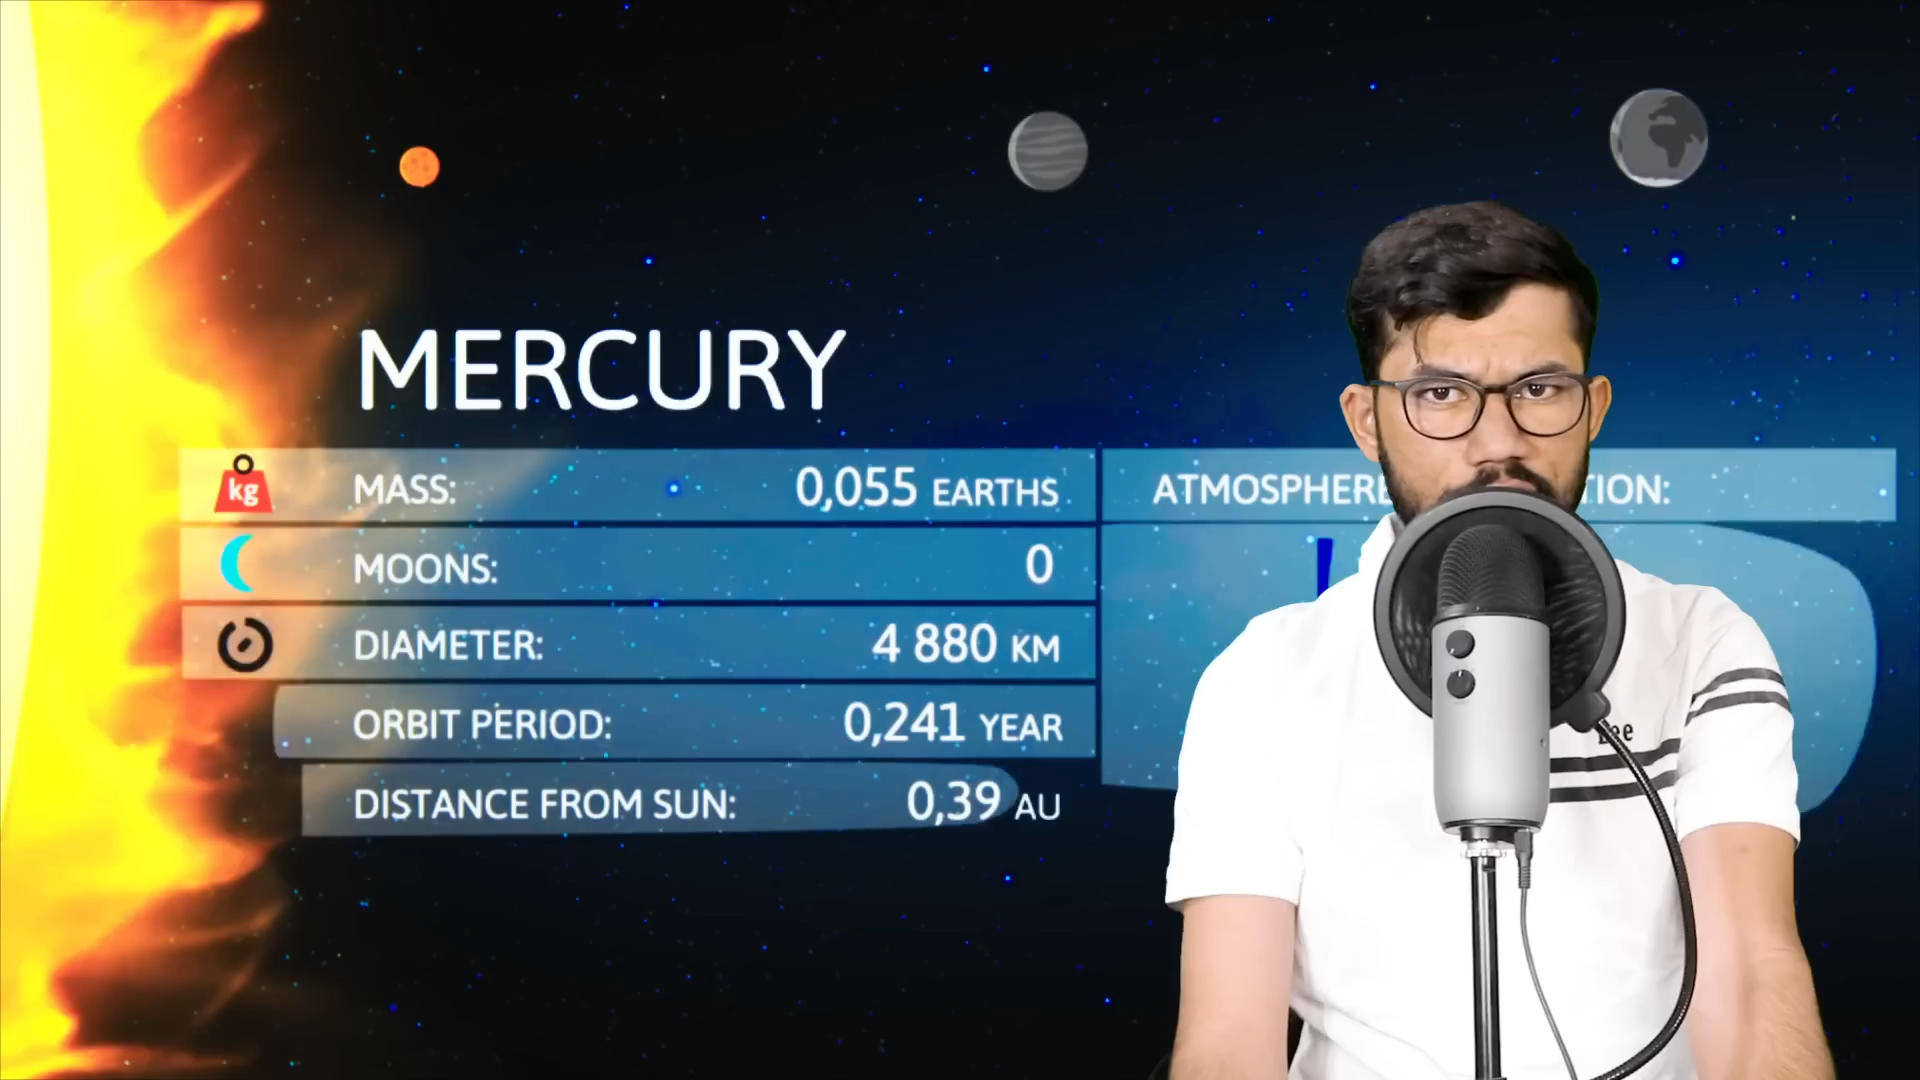 MERCURY
kg
MASS: 0,055 EARTHS
MOONS: 0
DIAMETER: 4 880 KM
ORBIT PERIOD: 0,241 YEAR
DISTANCE FROM SUN: 0,39 AU
ATMOSPHERE TION:
Lee